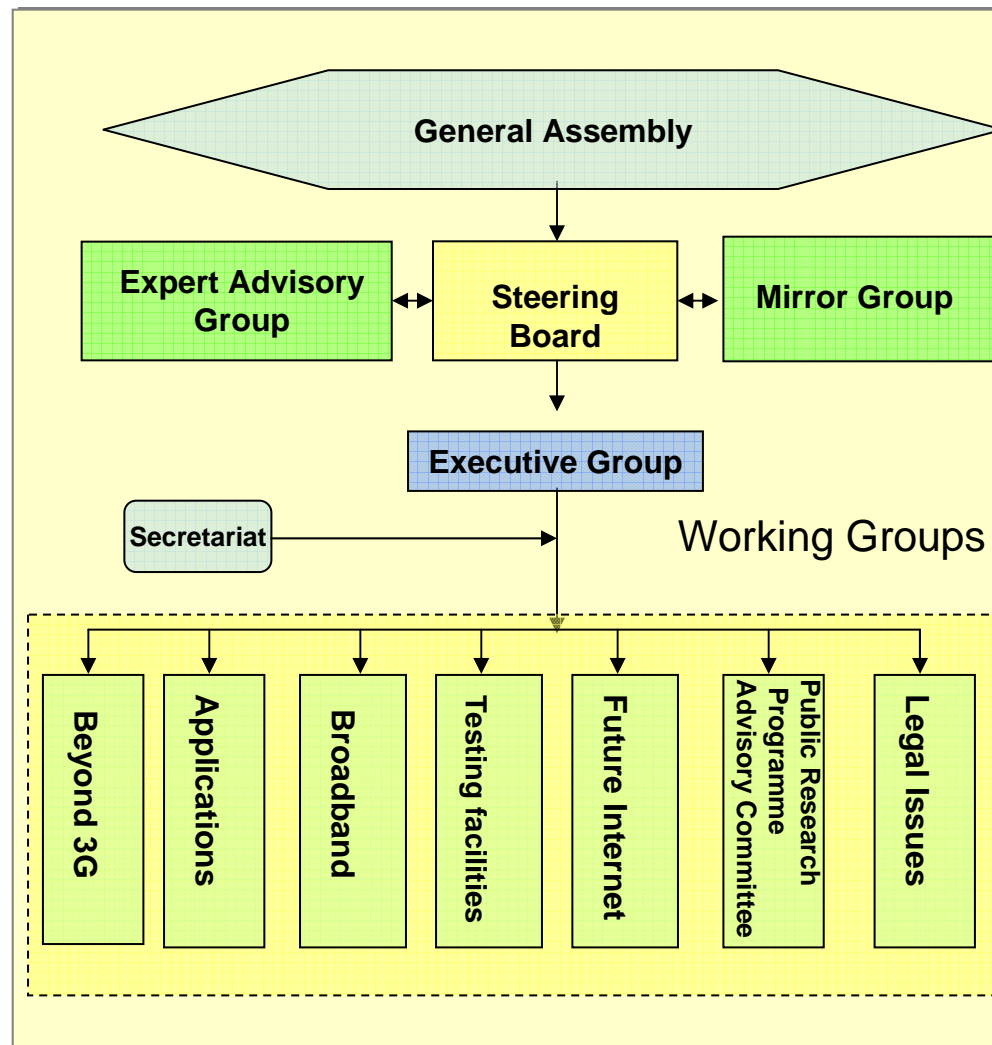 General Assembly
Expert Advisory
Group
Steering
Board
Mirror Group
Executive Group
Secretariat
Working Groups
Beyond 3G
Applications
Broadband
Testing facilities
Future Internet
Public Research
Programme
Advisory Committee
Legal Issues